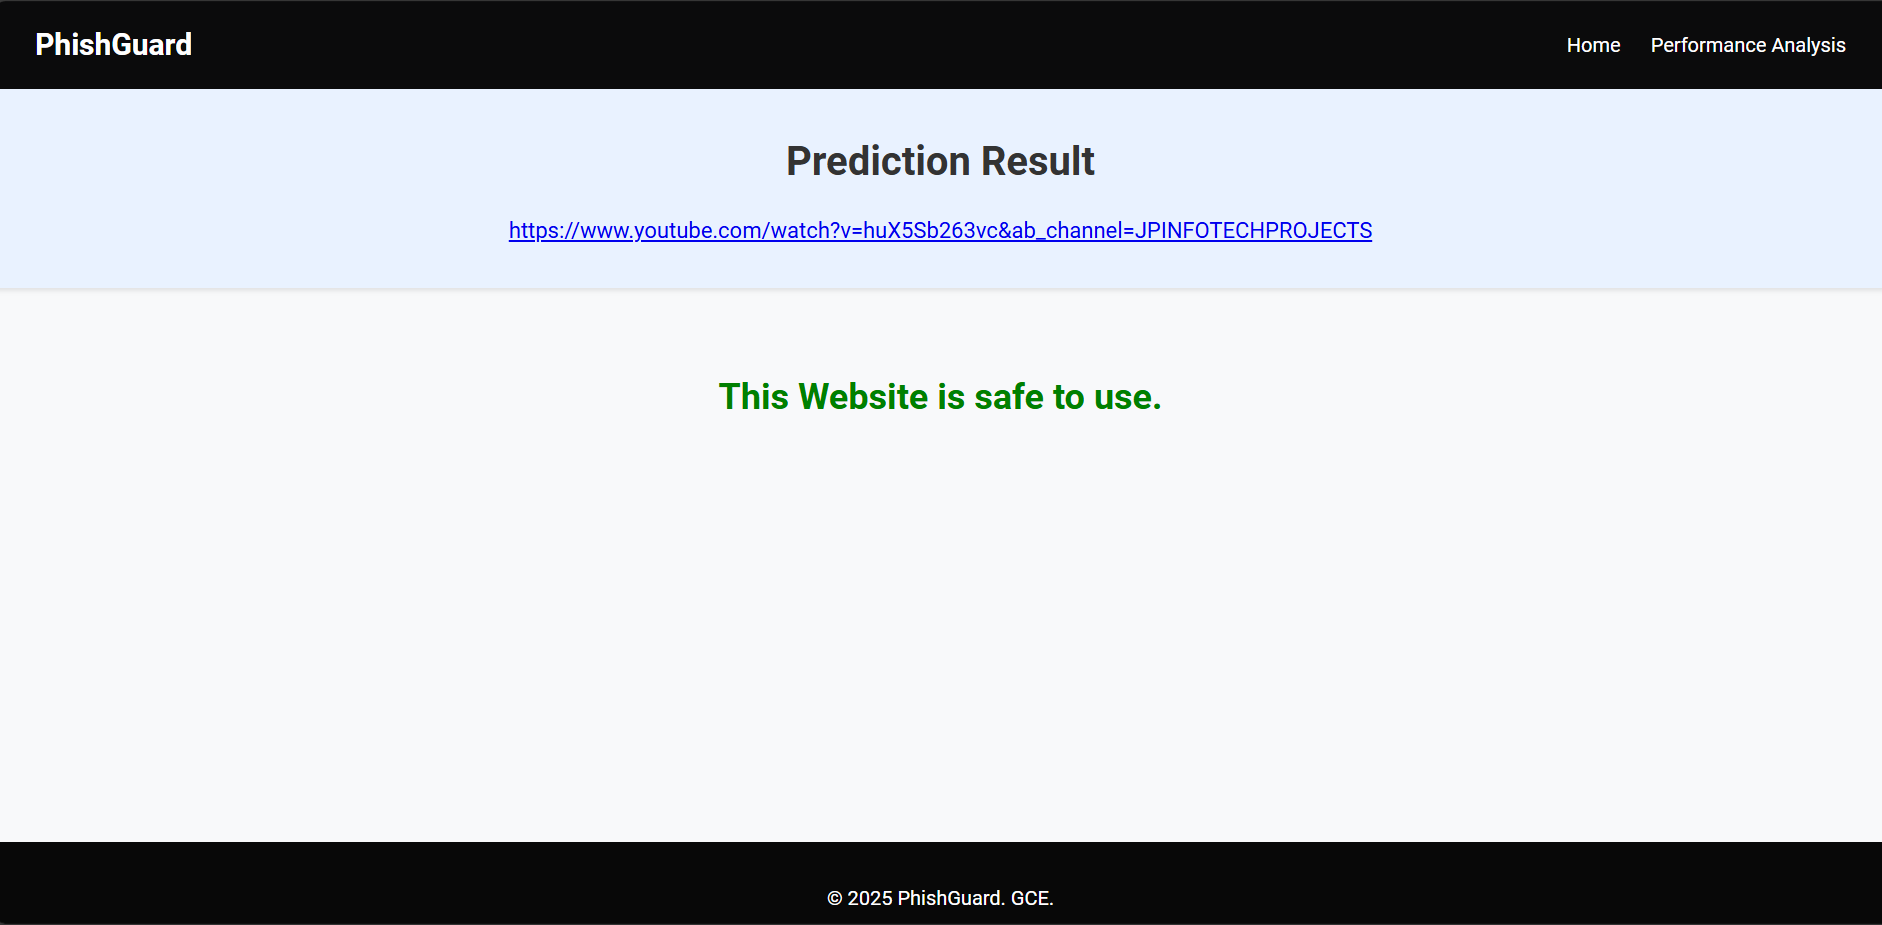 PhishGuard
Home
Performance Analysis
Prediction Result
https://www.youtube.com/watch?v=huX5Sb263vc&ab_channel=JPINFOTECHPROJECTS
This Website is safe to use.
© 2025 PhishGuard. GCE.